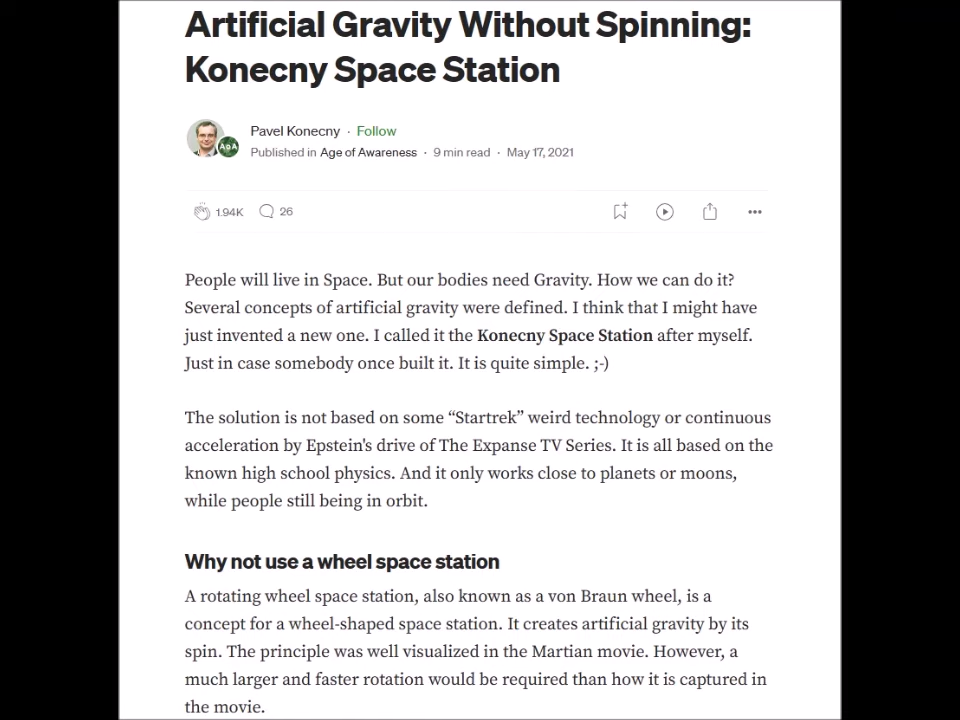 Artificial Gravity Without Spinning:
Konecny Space Station
Pavel Konecny · Follow
AoA
Published in Age of Awareness · 9 min read · May 17, 2021
1.94K 26
People will live in Space. But our bodies need Gravity. How we can do it?
Several concepts of artificial gravity were defined. I think that I might have
just invented a new one. I called it the Konecny Space Station after myself.
Just in case somebody once built it. It is quite simple. ;-)
The solution is not based on some “Startrek” weird technology or continuous
acceleration by Epstein's drive of The Expanse TV Series. It is all based on the
known high school physics. And it only works close to planets or moons,
while people still being in orbit.
Why not use a wheel space station
A rotating wheel space station, also known as a von Braun wheel, is a
concept for a wheel-shaped space station. It creates artificial gravity by its
spin. The principle was well visualized in the Martian movie. However, a
much larger and faster rotation would be required than how it is captured in
the movie.